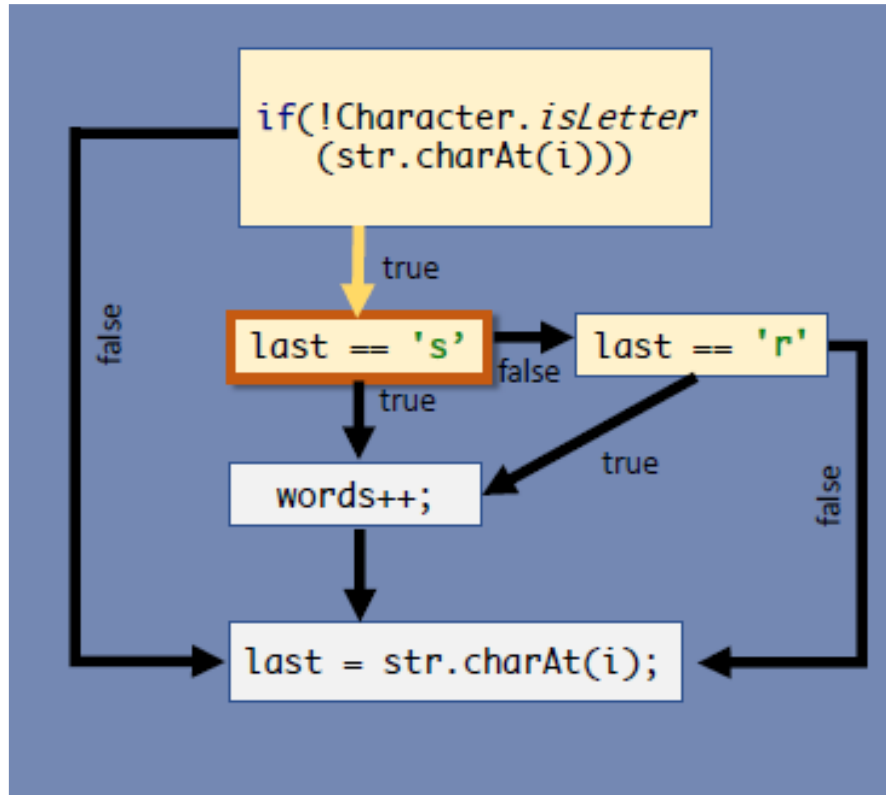 if(!Character.isLetter
(str.charAt(i)))
true
false
last == 's’
false
last == 'r'
true
true
false
words++;
last = str.charAt(i);